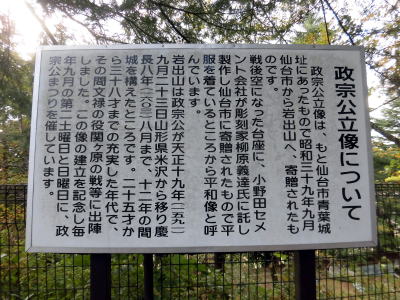 政宗公立像について
政宗公立像は、もと仙台市青葉城
址にあったもので昭和三十九年九月
仙台市から岩出山へ、寄贈されたも
のです。
戦後空になった台座に、小野田セメ
ント会社が彫刻家柳原義達氏に託し
製作し仙台市に寄贈されたもので平
服を着ているところから平和像と呼
んでいます。
岩出山は政宗公が天正十九年(一五九一)
九月二十三日山形県米沢から移り慶
長八年(一六〇三)八月まで、十二年の間
城を構えたところです。二十五才か
ら三十八才までの充実した年代で、
その間文禄の役関ヶ原の戦等に出陣
しました。この像の建立を記念し毎
年九月の第二土曜日と日曜日に、政
宗公まつりを催しています。